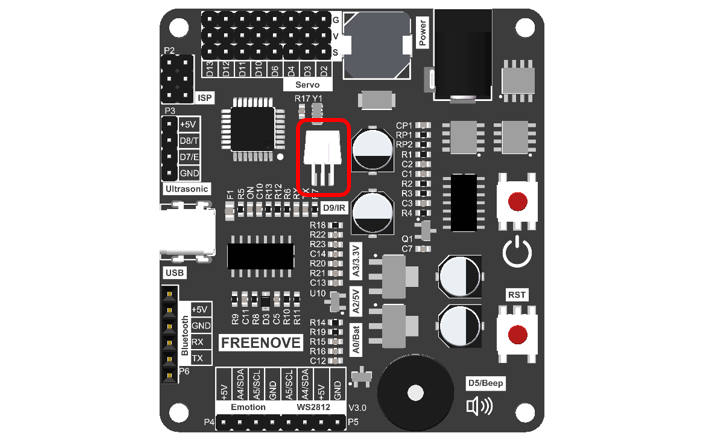 G
V
S
D13
D12
D11
D10
D6
D4
D3
D2
Servo
Power
P2
ISP
P3
+5V
D8/T
D7/E
GND
Ultrasonic
R17 Y1
CP1
RP1
RP2
R1
C2
C1
R2
R3
C3
R4
Q1
C7
F1
R5
ON
C10
R13
R12
R6
RX
TX
R7
D9/IR
USB
R18
R22
R23
C14
R20
R21
C13
U10
R14
R19
R15
R16
C12
A3/3.3V
A2/5V
A0/Bat
R9
C11
R8
D3
C5
R10
R11
Bluetooth
+5V
GND
RX
TX
P6
FREENOVE
RST
D5/Beep
+5V
A4/SDA
A5/SCL
GND
A5/SCL
A4/SDA
+5V
GND
Emotion
WS2812
V3.0
P4
P5